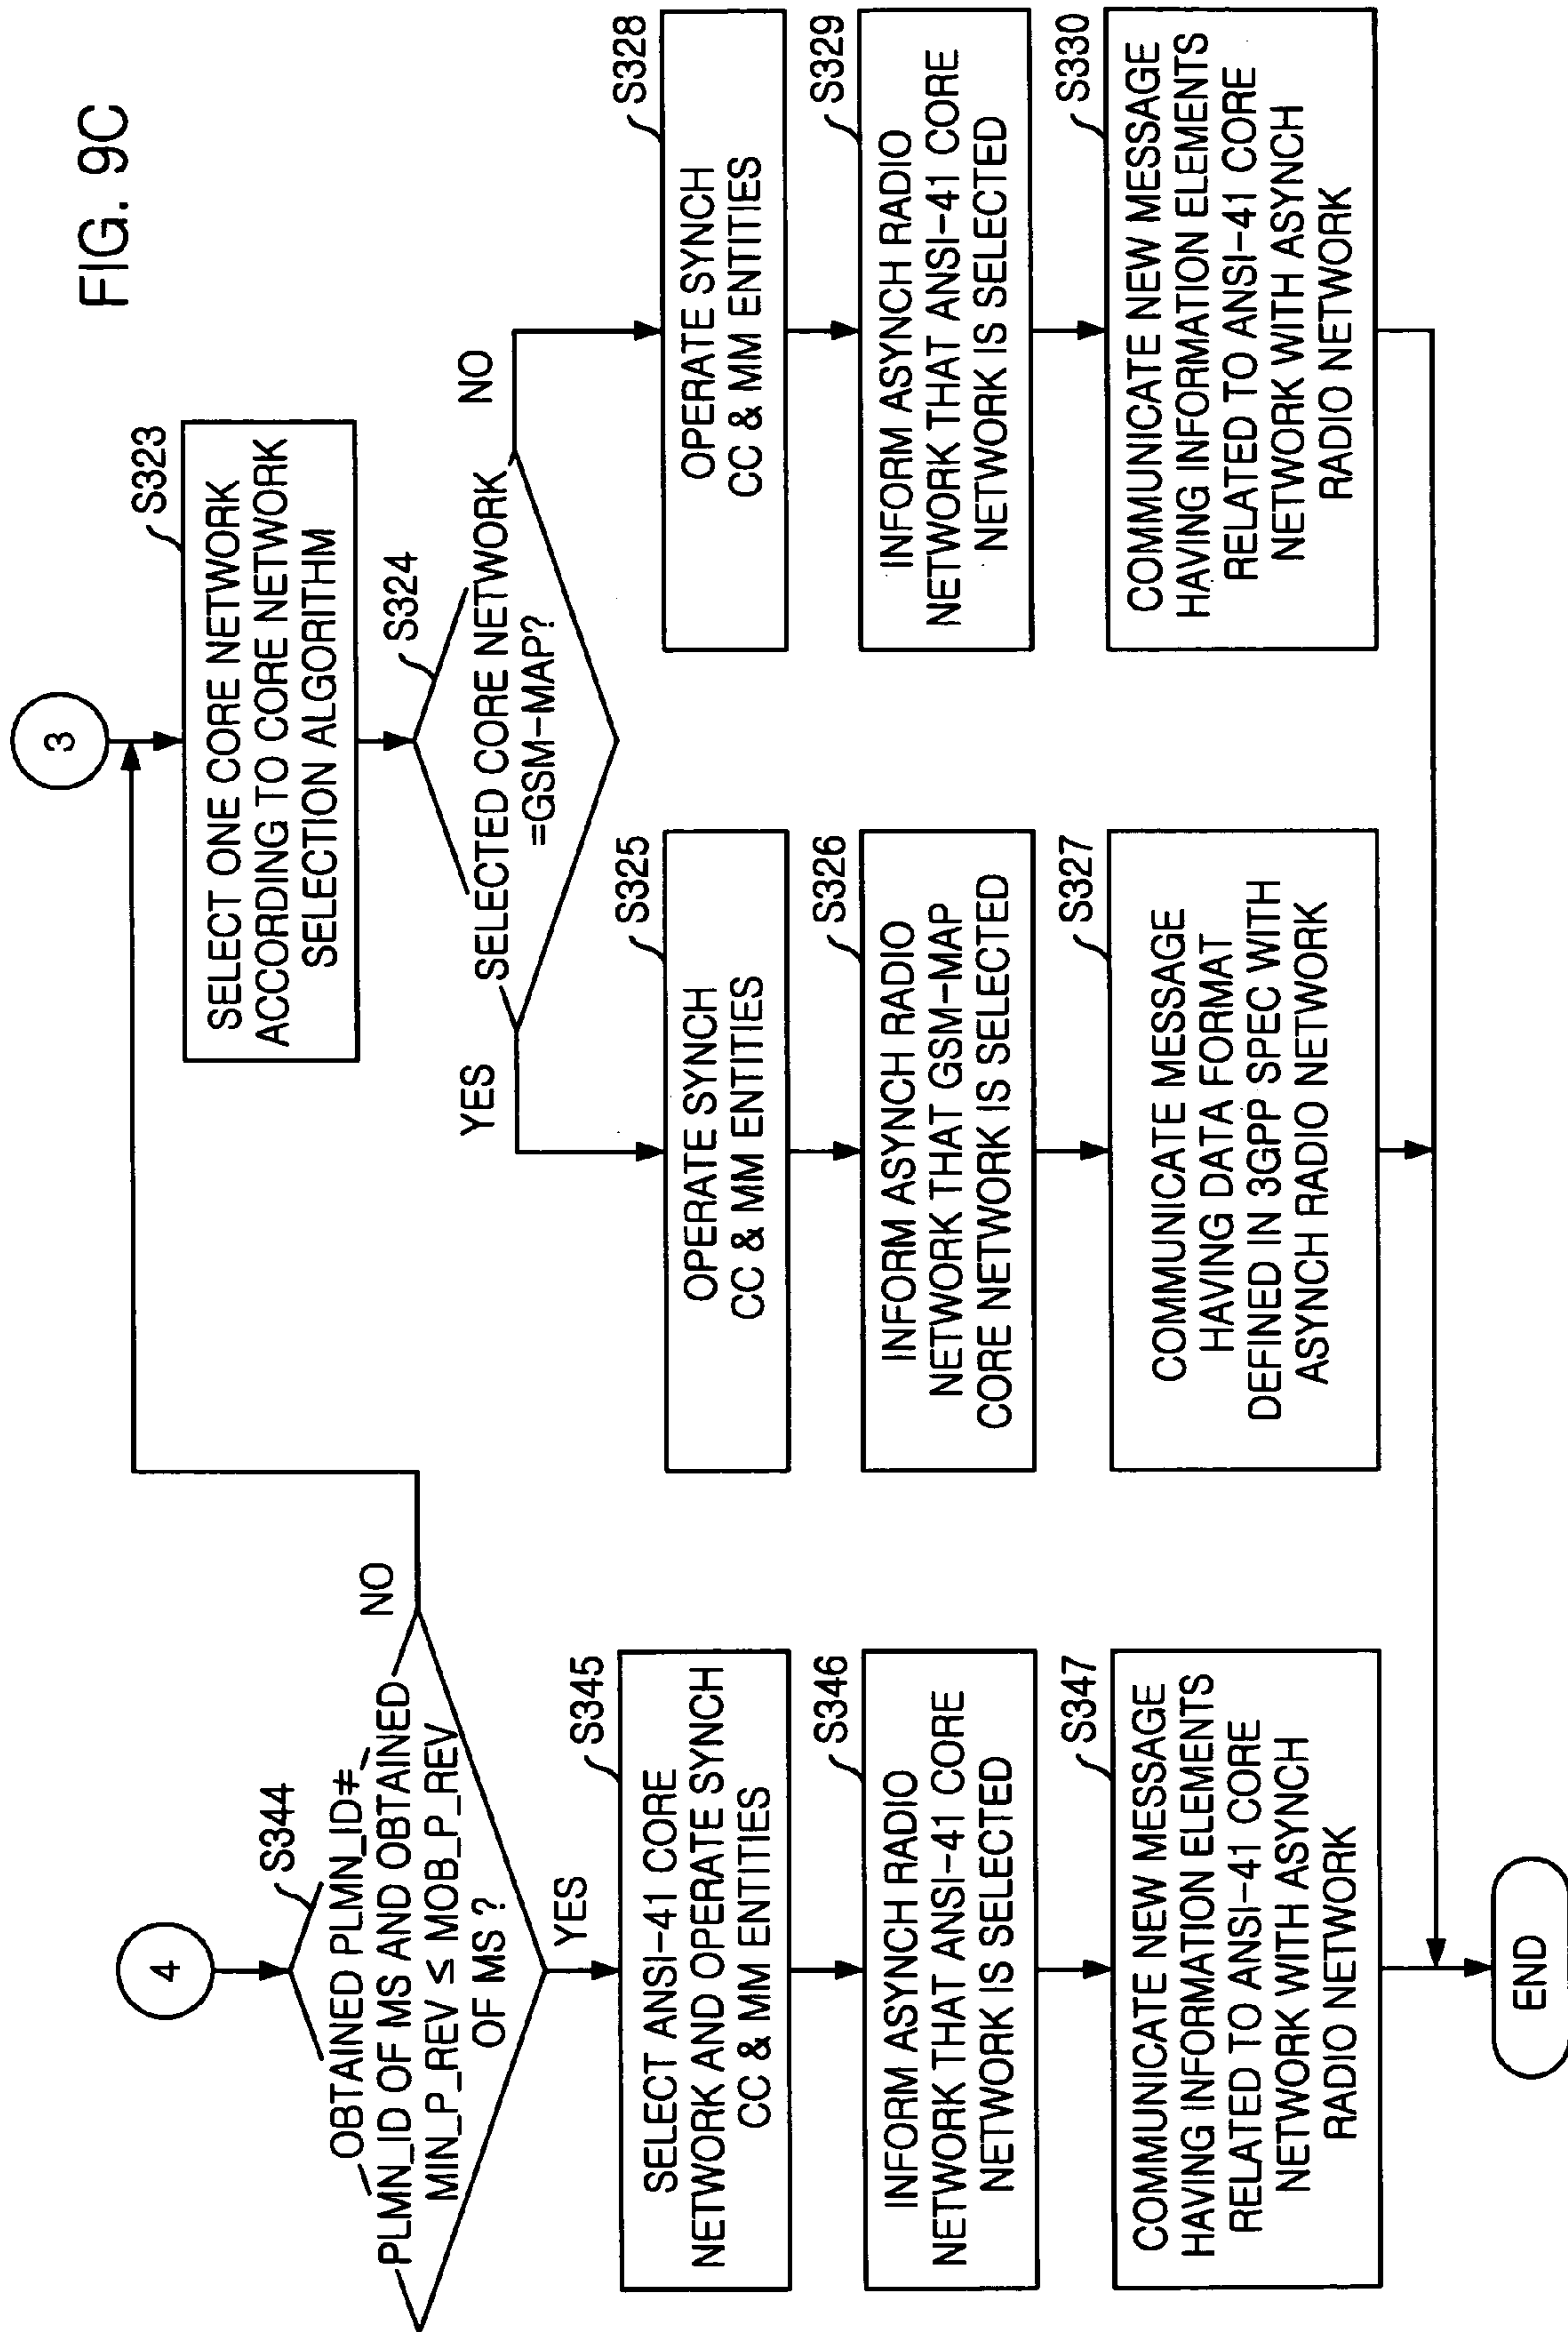 FIG. 9C
4
S344
OBTAINED PLMN_ID≠
PLMN_ID OF MS AND OBTAINED
MIN_P_REV ≤ MOB_P_REV
OF MS ?
NO
YES
S345
SELECT ANSI-41 CORE
NETWORK AND OPERATE SYNCH
CC & MM ENTITIES
S346
INFORM ASYNCH RADIO
NETWORK THAT ANSI-41 CORE
NETWORK IS SELECTED
S347
COMMUNICATE NEW MESSAGE
HAVING INFORMATION ELEMENTS
RELATED TO ANSI-41 CORE
NETWORK WITH ASYNCH
RADIO NETWORK
3
S323
SELECT ONE CORE NETWORK
ACCORDING TO CORE NETWORK
SELECTION ALGORITHM
S324
SELECTED CORE NETWORK
=GSM-MAP?
YES
NO
S325
OPERATE SYNCH
CC & MM ENTITIES
S326
INFORM ASYNCH RADIO
NETWORK THAT GSM-MAP
CORE NETWORK IS SELECTED
S327
COMMUNICATE MESSAGE
HAVING DATA FORMAT
DEFINED IN 3GPP SPEC WITH
ASYNCH RADIO NETWORK
S328
OPERATE SYNCH
CC & MM ENTITIES
S329
INFORM ASYNCH RADIO
NETWORK THAT ANSI-41 CORE
NETWORK IS SELECTED
S330
COMMUNICATE NEW MESSAGE
HAVING INFORMATION ELEMENTS
RELATED TO ANSI-41 CORE
NETWORK WITH ASYNCH
RADIO NETWORK
END